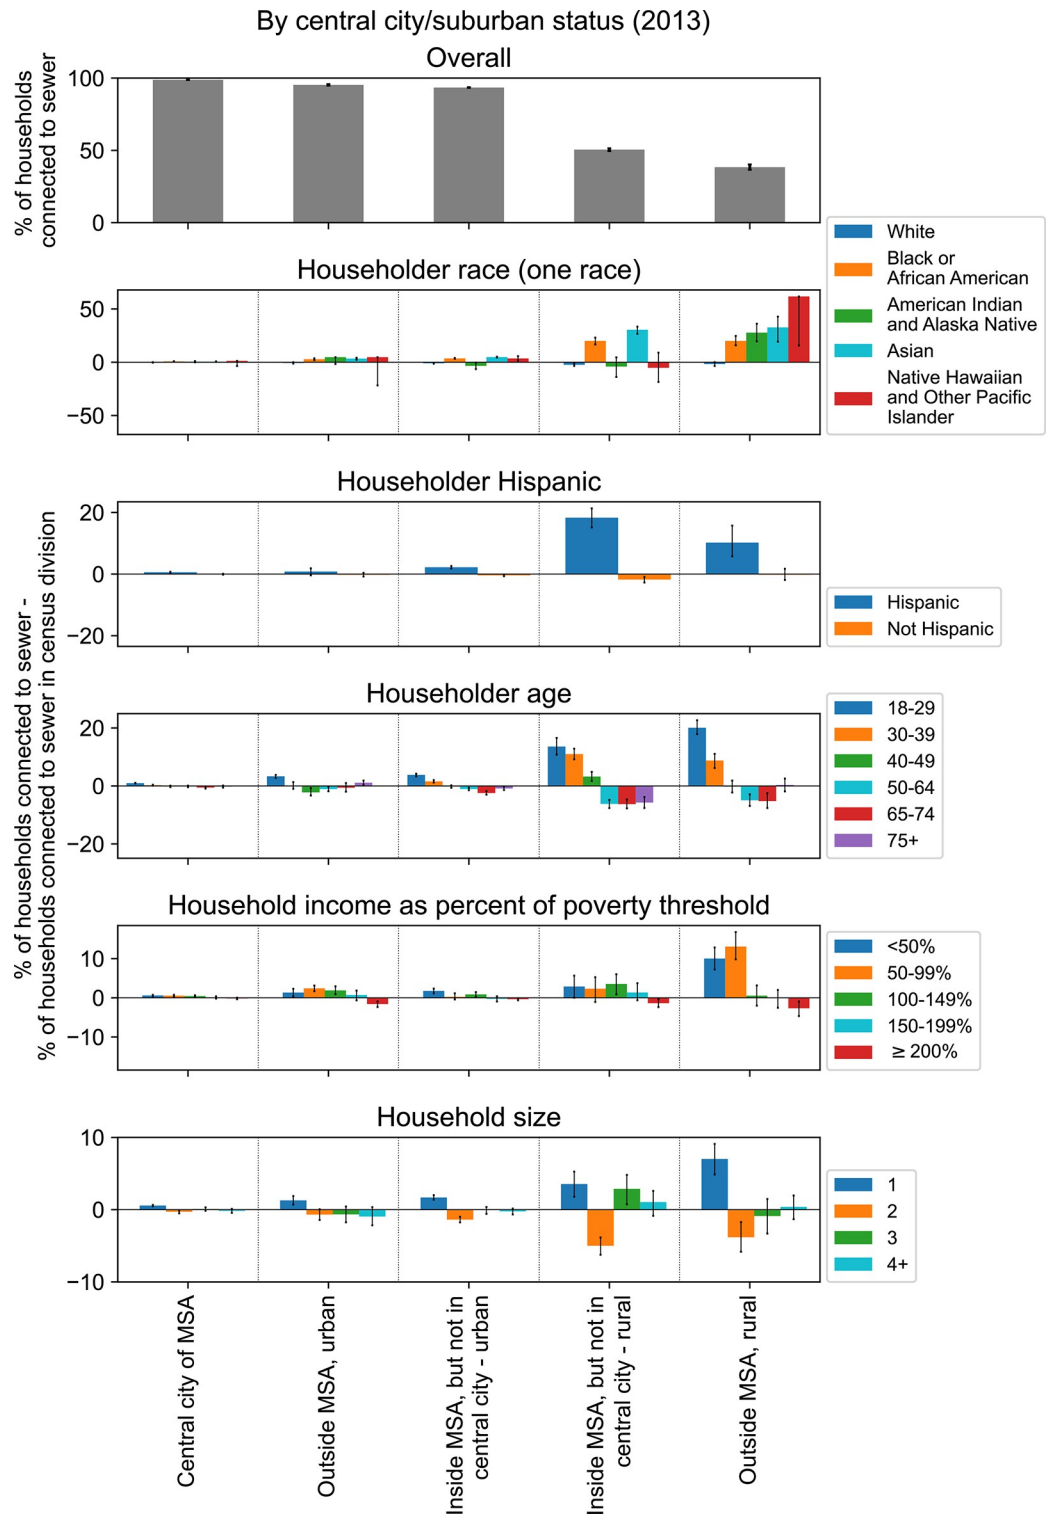 By central city/suburban status (2013)
Overall
% of households
connected to sewer
100
50
0
Householder race (one race)
50
0
−50
White
Black or
African American
American Indian
and Alaska Native
Asian
Native Hawaiian
and Other Pacific
Islander
% of households connected to sewer -
% of households connected to sewer in census division
Householder Hispanic
20
0
−20
Hispanic
Not Hispanic
Householder age
20
0
−20
18-29
30-39
40-49
50-64
65-74
75+
Household income as percent of poverty threshold
10
0
−10
<50%
50-99%
100-149%
150-199%
≥ 200%
Household size
10
0
−10
1
2
3
4+
Central city of MSA
Outside MSA, urban
Inside MSA, but not in
central city - urban
Inside MSA, but not in
central city - rural
Outside MSA, rural